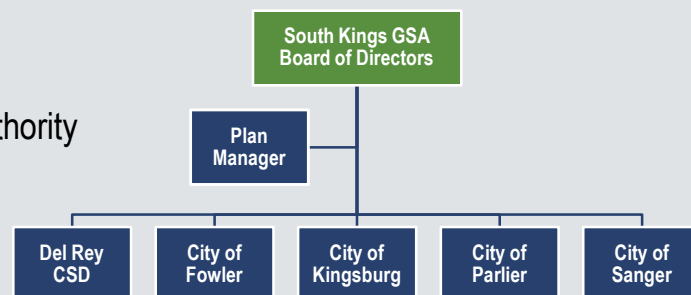 South Kings GSA
Board of Directors
Plan
Manager
Del Rey
CSD
City of
Fowler
City of
Kingsburg
City of
Parlier
City of
Sanger